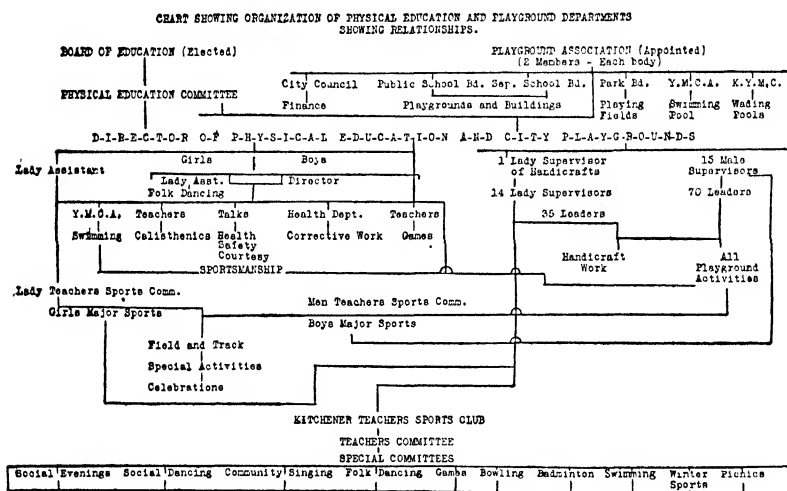 CHART SHOWING ORGANIZATION OF PHYSICAL EDUCATION AND PLAYGROUND DEPARTMENTS
SHOWING RELATIONSHIPS.
BOARD OF EDUCATION (Elected)
PLAYGROUND ASSOCIATION (Appointed)
(2 Members - Each body)
City Council Public School Bd. Sep. School Bd. Park Bd. Y.M.C.A. K.Y.M.C.
PHYSICAL EDUCATION COMMITTEE
Finance Playgrounds and Buildings Playing Swimming Wading
Fields Pool Pools
D-I-R-E-C-T-O-R O-F P-H-Y-S-I-C-A-L E-D-U-C-A-T-I-O-N A-N-D C-I-T-Y P-L-A-Y-G-R-O-U-N-D-S
Lady Assistant
Girls Boys
Lady Asst. Director
Folk Dancing
1 Lady Supervisor
of Handicrafts
15 Male
Supervisors
14 Lady Supervisors
70 Leaders
35 Leaders
Y.M.C.A. Teachers Talks Health Dept. Teachers
Swimming Calisthenics Health Corrective Work Games
Safety
Courtesy
Handicraft
Work
All
Playground
Activities
SPORTSMANSHIP
Lady Teachers Sports Comm.
Girls Major Sports
Men Teachers Sports Comm.
Boys Major Sports
Field and Track
Special Activities
Celebrations
KITCHENER TEACHERS SPORTS CLUB
TEACHERS COMMITTEE
SPECIAL COMMITTEES
Social Evenings Social Dancing Community Singing Folk Dancing Games Bowling Badminton Swimming Winter Picnics
Sports